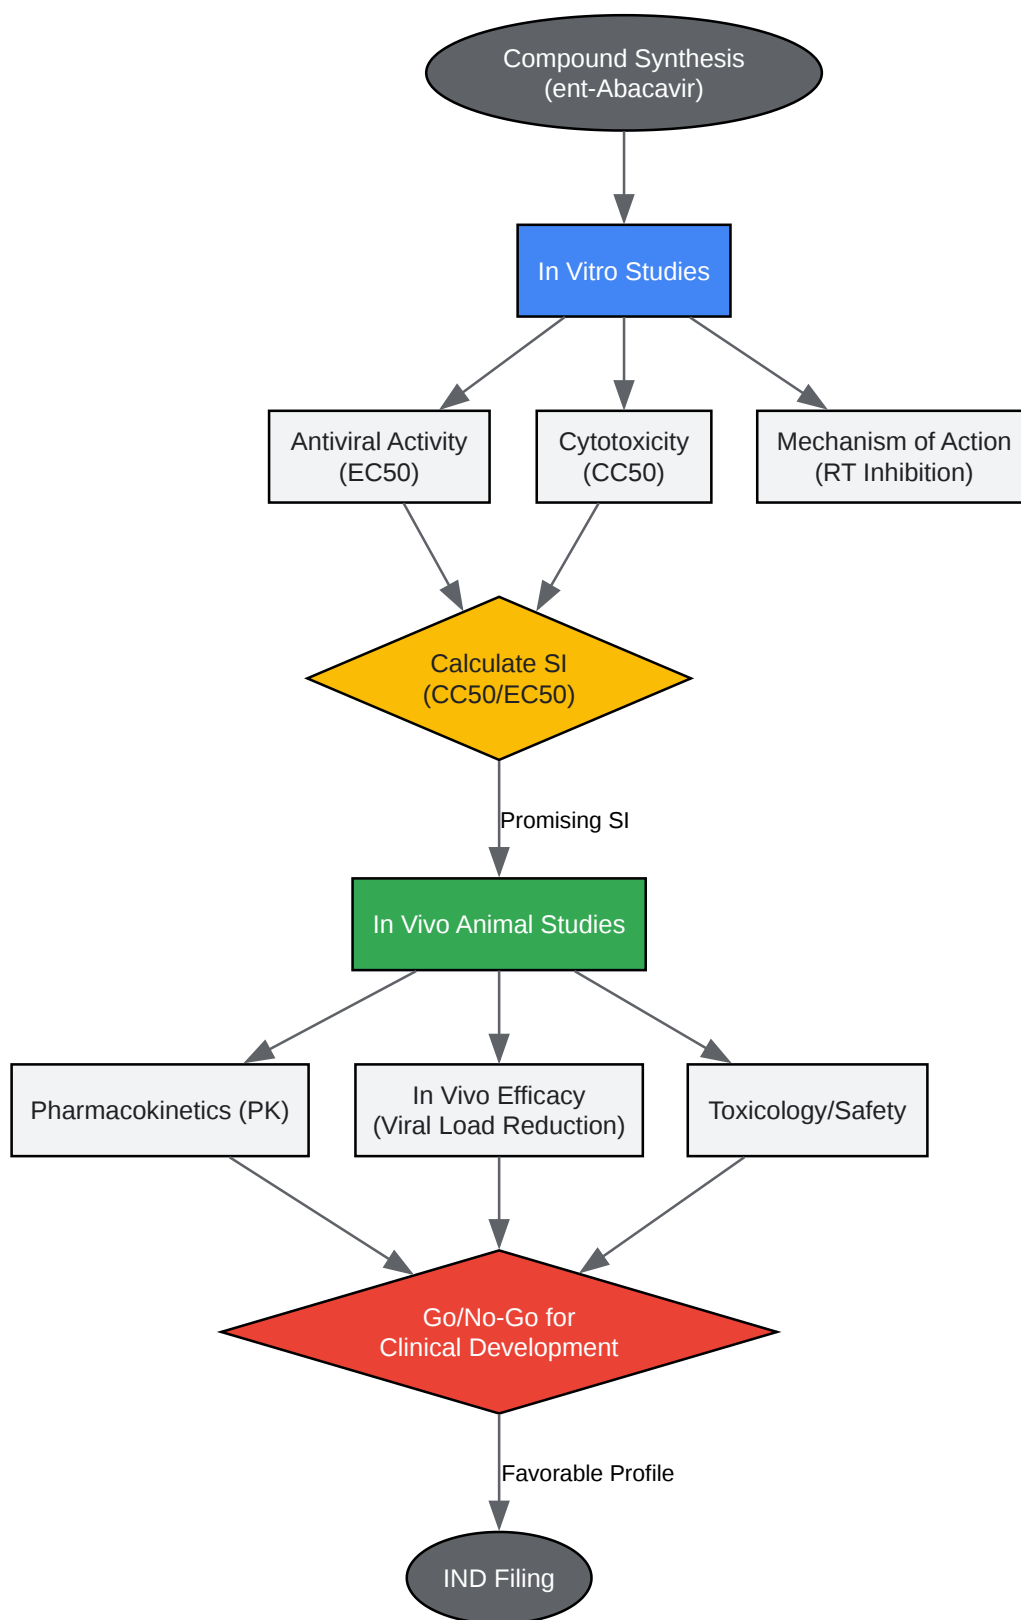 Compound Synthesis
(ent-Abacavir)
In Vitro Studies
Antiviral Activity
(EC50)
Cytotoxicity
(CC50)
Mechanism of Action
(RT Inhibition)
Calculate SI
(CC50/EC50)
Promising SI
In Vivo Animal Studies
Pharmacokinetics (PK)
In Vivo Efficacy
(Viral Load Reduction)
Toxicology/Safety
Go/No-Go for
Clinical Development
Favorable Profile
IND Filing